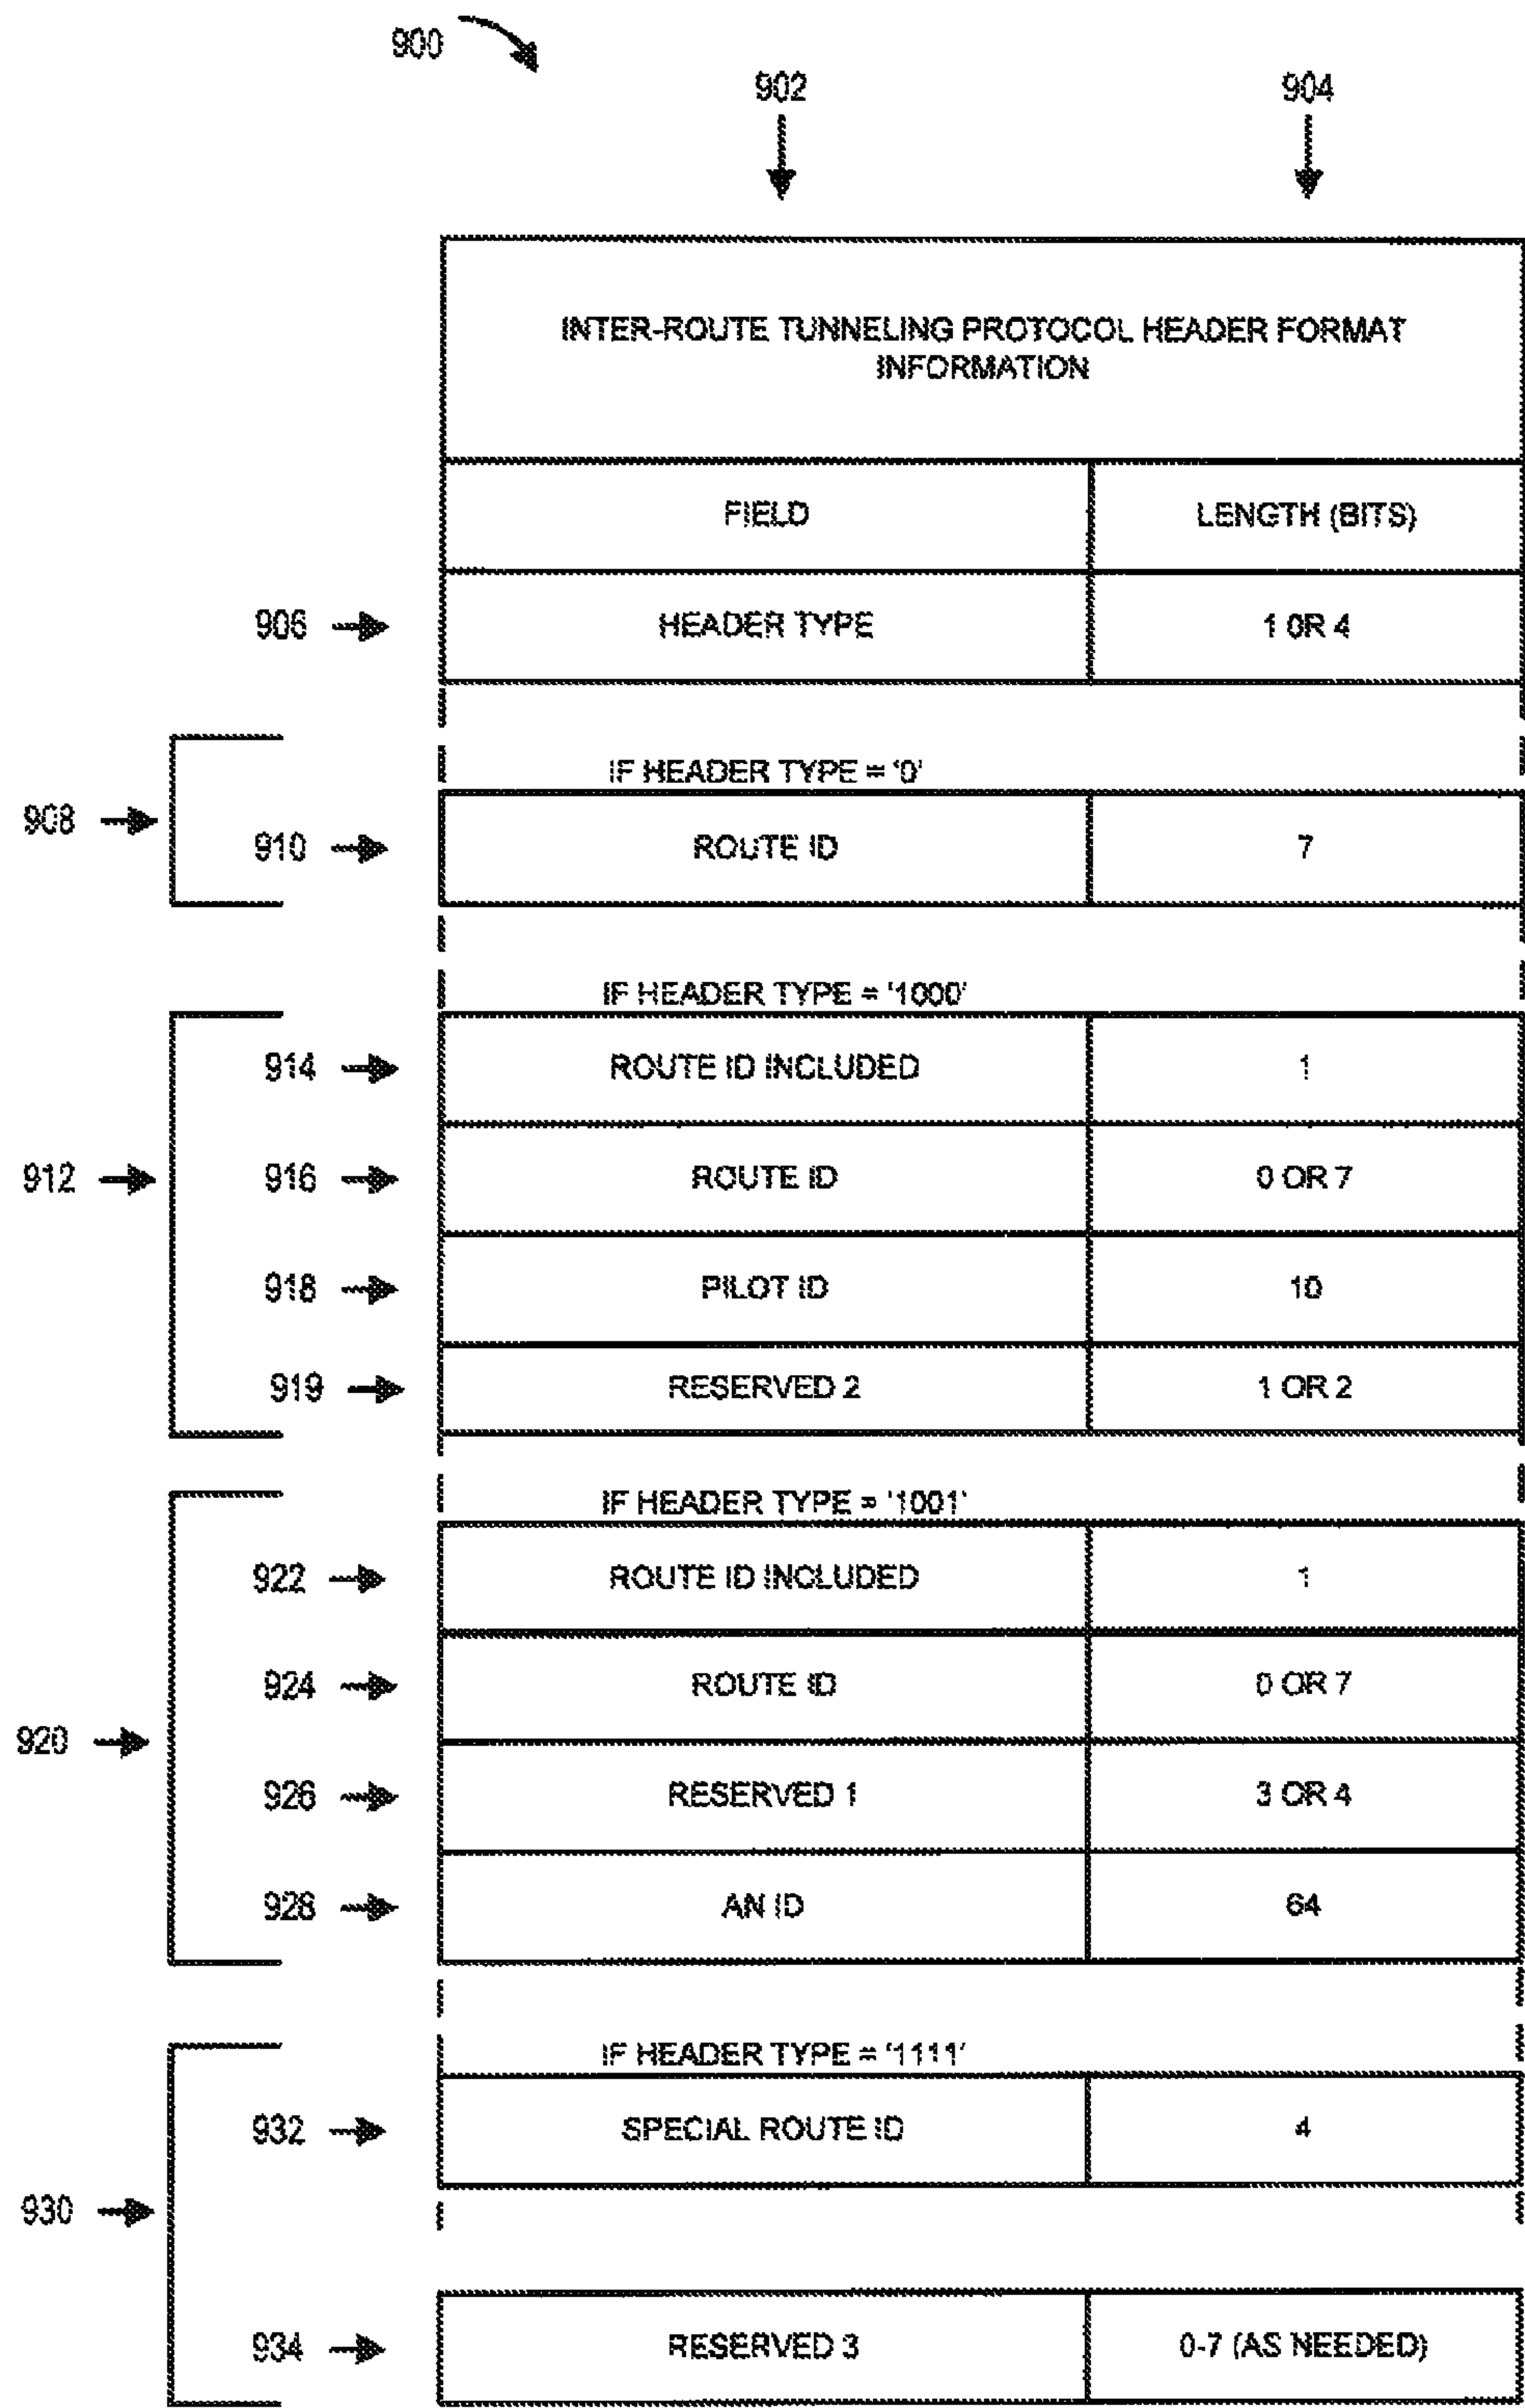 900
902 904
INTER-ROUTE TUNNELING PROTOCOL HEADER FORMAT
INFORMATION
FIELD LENGTH (BITS)
906 HEADER TYPE 1 OR 4
IF HEADER TYPE = '0'
908
910 ROUTE ID 7
IF HEADER TYPE = '1000'
914 ROUTE ID INCLUDED 1
912 916 ROUTE ID 0 OR 7
918 PILOT ID 10
919 RESERVED 2 1 OR 2
IF HEADER TYPE = '1001'
922 ROUTE ID INCLUDED 1
924 ROUTE ID 0 OR 7
920
926 RESERVED 1 3 OR 4
928 AN ID 64
IF HEADER TYPE = '1111'
932 SPECIAL ROUTE ID 4
930
934 RESERVED 3 0-7 (AS NEEDED)